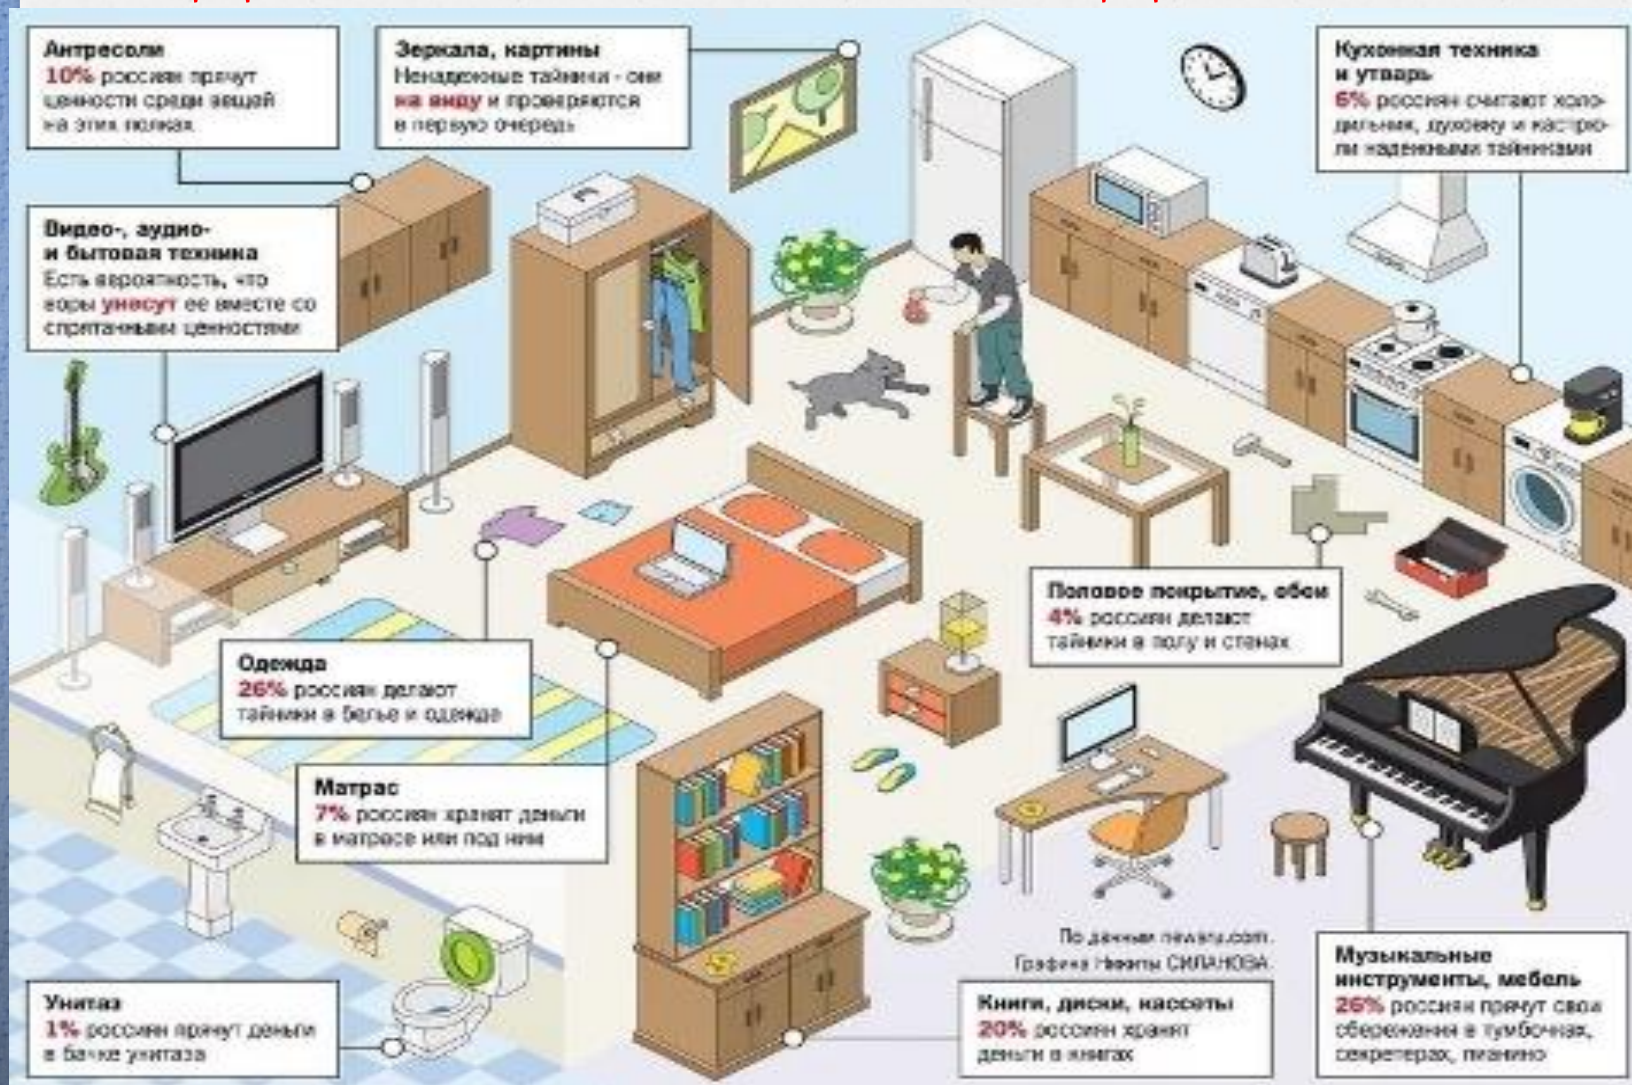 Антресоли
10% россиян прячут
ценности среди вещей
на этих полках
Зеркала, картины
Ненадежные тайники - они
на виду и проверяются
в первую очередь
Кухонная техника
и утварь
6% россиян считают холо-
дильник, духовку и кастрю-
ли надежными тайниками
Видео-, аудио-
и бытовая техника
Есть вероятность, что
воры унесут ее вместе со
спрятанными ценностями
Половое покрытие, обои
4% россиян делают
тайники в полу и стенах
Одежда
26% россиян делают
тайники в белье и одежде
Матрас
7% россиян хранят деньги
в матрасе или под ним
По данным newsru.com.
Графика Никиты СИЛАНОВА
Унитаз
1% россиян прячут деньги
в бачке унитаза
Книги, диски, кассеты
20% россиян хранят
деньги в книгах
Музыкальные
инструменты, мебель
26% россиян прячут свои
сбережения в тумбочках,
секретерах, пианино